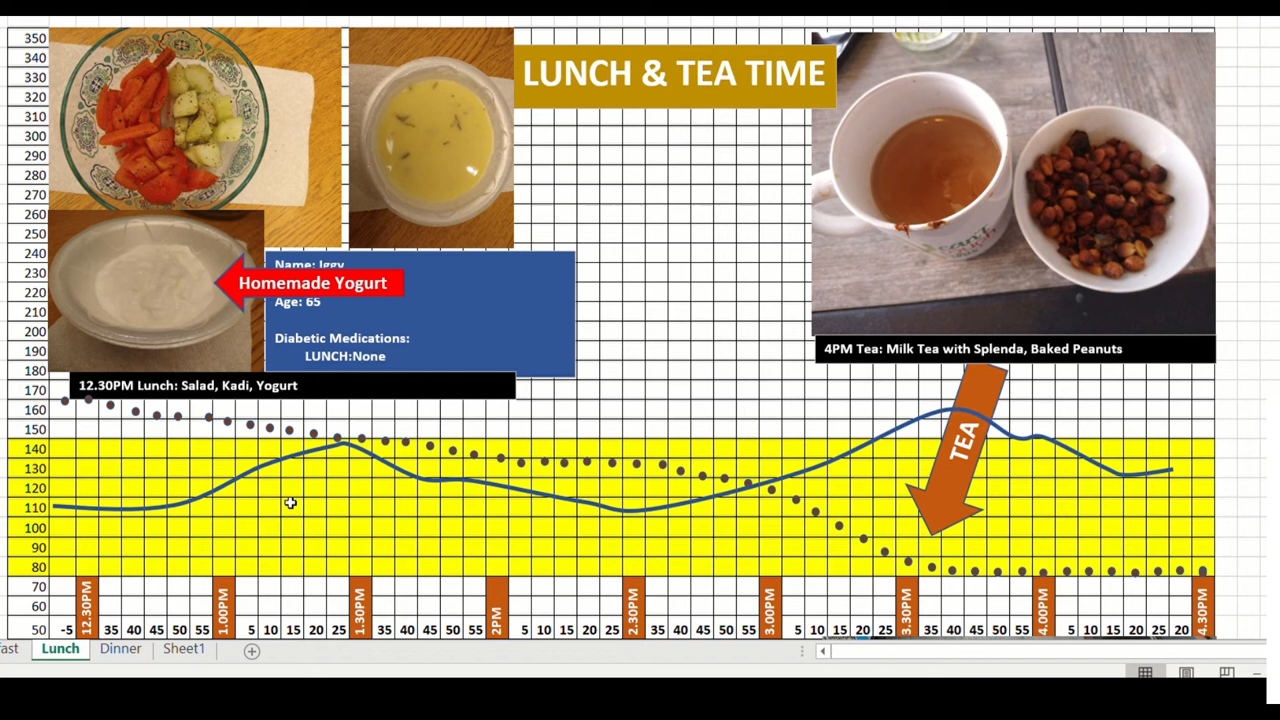 LUNCH & TEA TIME
350
340
330
320
310
300
290
280
270
260
250
240
230
220
210
200
190
180
170
160
150
140
130
120
110
100
90
80
70
60
50
Name: Iggy
Homemade Yogurt
Age: 65
Diabetic Medications:
LUNCH:None
12.30PM Lunch: Salad, Kadi, Yogurt
4PM Tea: Milk Tea with Splenda, Baked Peanuts
TEA
-5 12.30PM 35 40 45 50 55 1.00PM 5 10 15 20 25 1.30PM 35 40 45 50 55 2PM 5 10 15 20 25 2.30PM 35 40 45 50 55 3.00PM 5 10 15 20 25 3.30PM 35 40 45 50 55 4.00PM 5 10 15 20 25 20 4.30PM
Lunch Dinner Sheet1